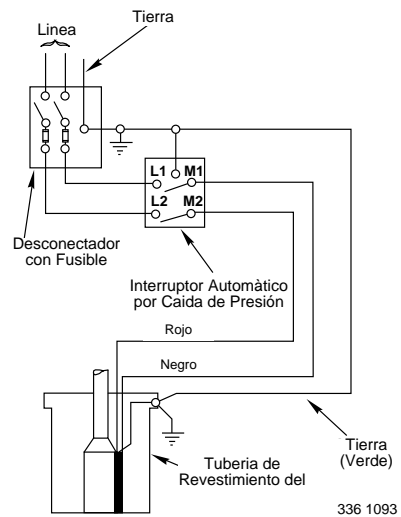 Linea
Tierra
L1 M1
L2 M2
Desconectador
con Fusible
Interruptor Automàtico
por Caida de Presión
Rojo
Negro
Tierra
(Verde)
Tuberia de
Revestimiento del
336 1093